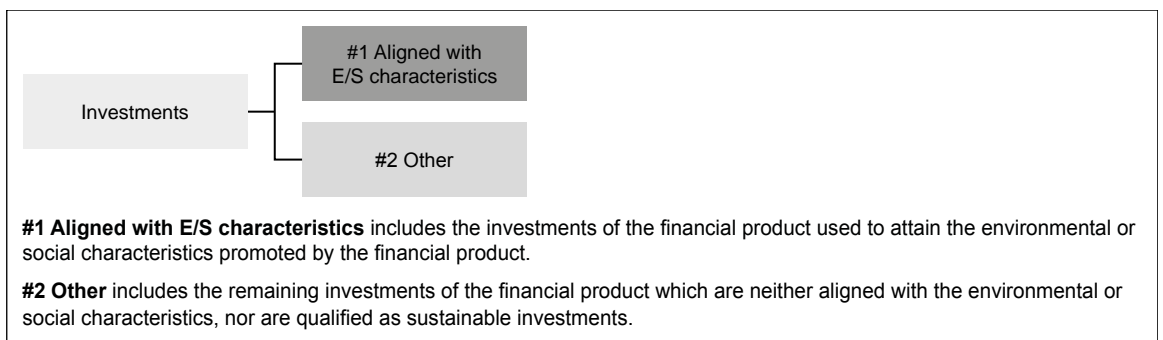 #1 Aligned with
E/S characteristics
Investments
#2 Other
#1 Aligned with E/S characteristics includes the investments of the financial product used to attain the environmental or
social characteristics promoted by the financial product.
#2 Other includes the remaining investments of the financial product which are neither aligned with the environmental or
social characteristics, nor are qualified as sustainable investments.